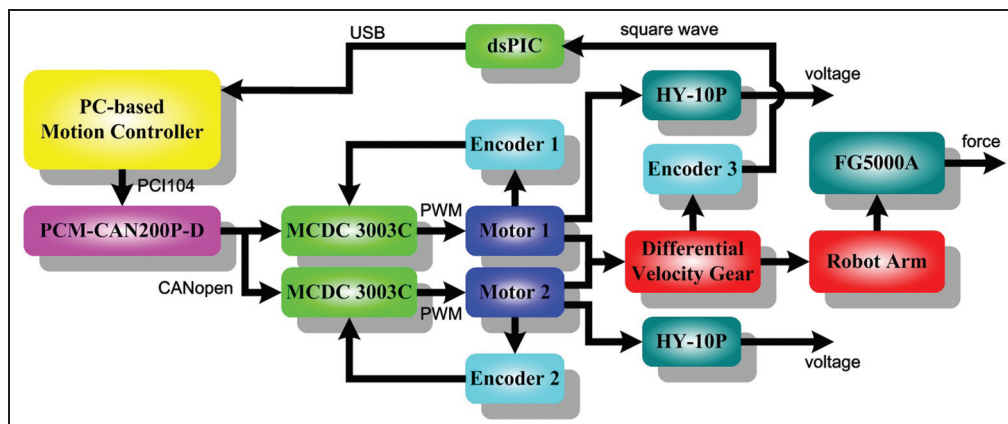 USB
dsPIC
square wave
PC-based
Motion Controller
HY-10P
voltage
Encoder 1
Encoder 3
FG5000A
force
PCI104
PCM-CAN200P-D
MCDC 3003C
PWM
Motor 1
Differential
Velocity Gear
Robot Arm
CANopen
MCDC 3003C
PWM
Motor 2
HY-10P
voltage
Encoder 2